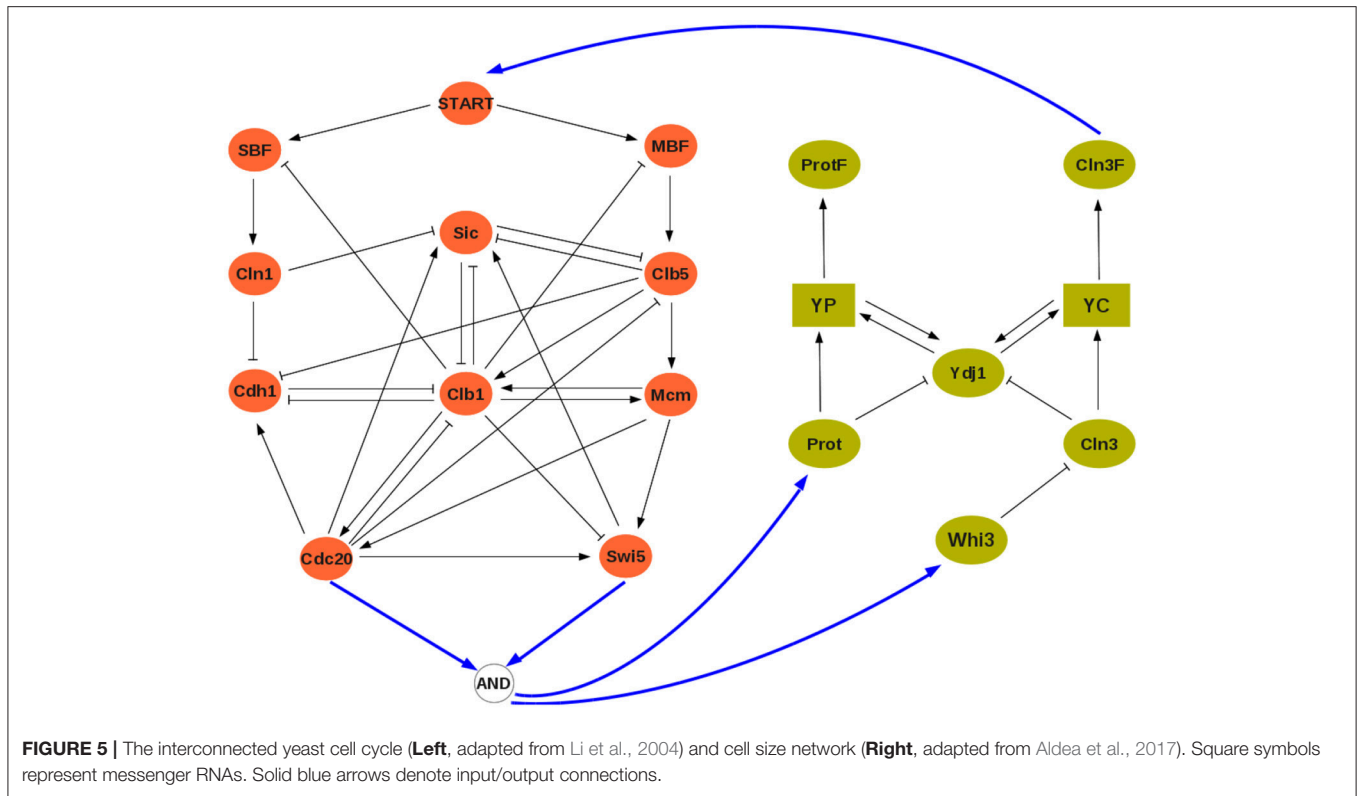 START
SBF
MBF
ProtF
Cln3F
Sic
Cln1
Clb5
YP
YC
Ydj1
Cdh1
Clb1
Mcm
Prot
Cln3
Whi3
Cdc20
Swi5
AND
FIGURE 5 | The interconnected yeast cell cycle (Left, adapted from Li et al., 2004) and cell size network (Right, adapted from Aldea et al., 2017). Square symbols
represent messenger RNAs. Solid blue arrows denote input/output connections.